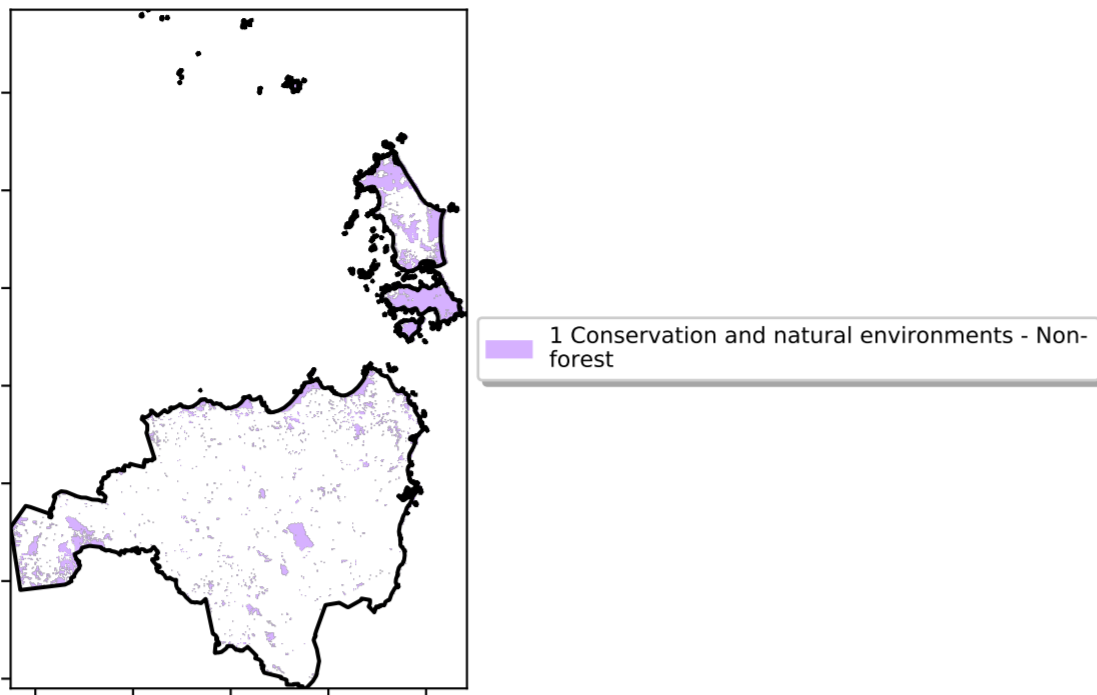 1 Conservation and natural environments - Non-
forest